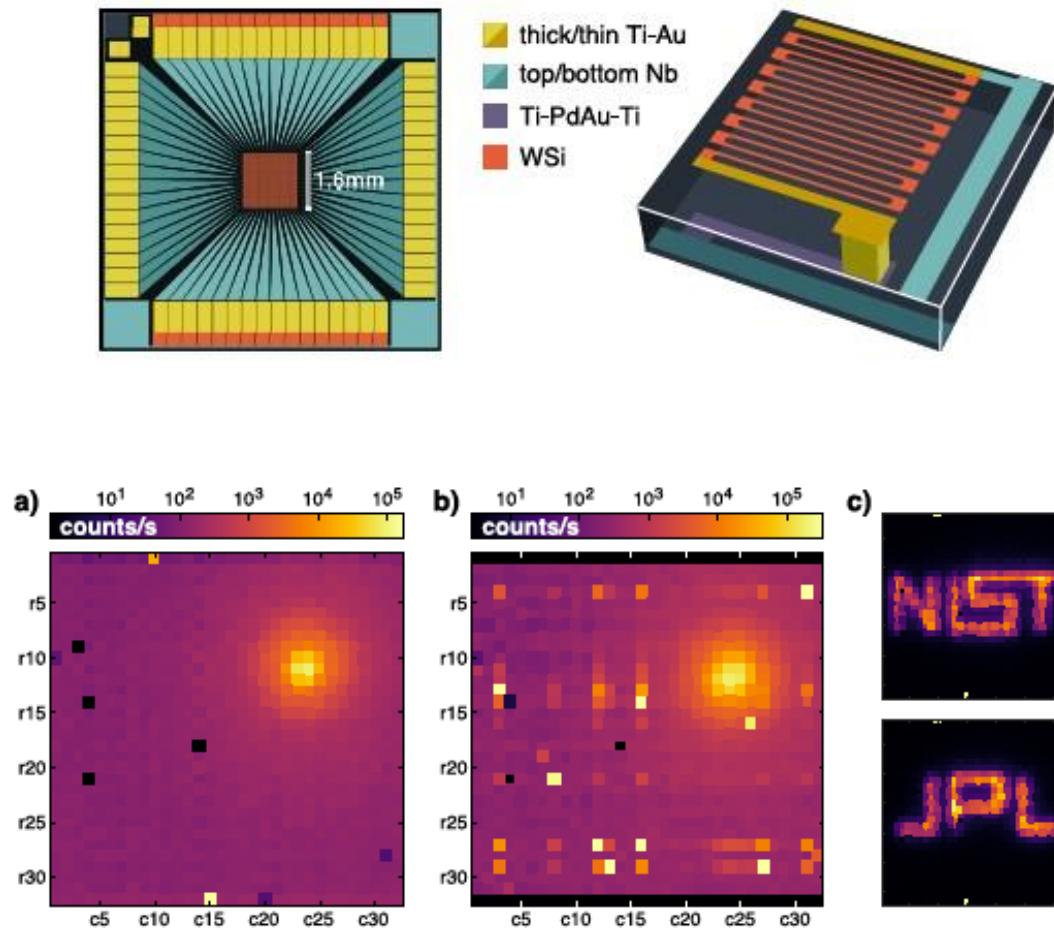 thick/thin Ti-Au
top/bottom Nb
Ti-PdAu-Ti
WSi
1.6mm
a)
10¹ 10² 10³ 10⁴ 10⁵
counts/s
r5
r10
r15
r20
r25
r30
c5 c10 c15 c20 c25 c30
b)
10¹ 10² 10³ 10⁴ 10⁵
counts/s
r5
r10
r15
r20
r25
r30
c5 c10 c15 c20 c25 c30
c)
NIST
JPL